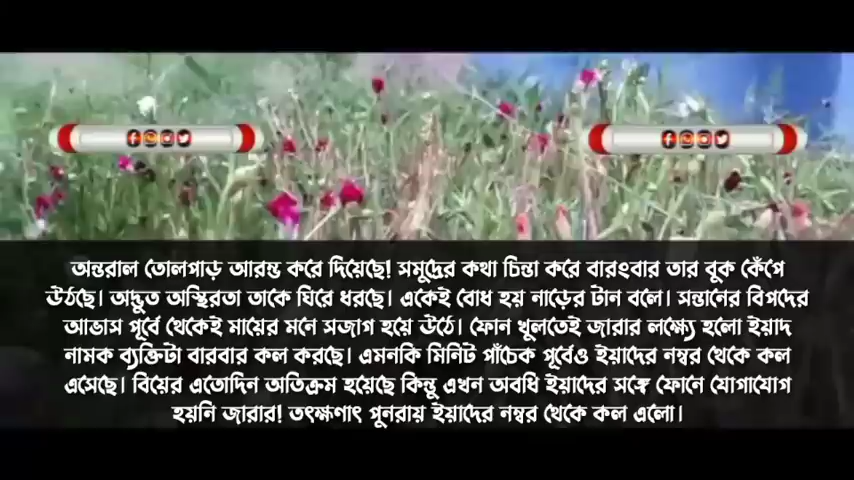 অন্তরাল তোলপাড় আরম্ভ করে দিয়েছে! সমুদ্রের কথা চিন্তা করে বারংবার তার বুক কেঁপে
উঠছে। অদ্ভুত অস্থিরতা তাকে ঘিরে ধরছে। একেই বোধ হয় নাড়ের টান বলে। সন্তানের বিপদের
আভাস পূর্বে থেকেই মায়ের মনে সজাগ হয়ে উঠে। ফোন খুলতেই জারার লক্ষ্যে হলো ইয়াদ
নামক ব্যক্তিটা বারবার কল করছে। এমনকি মিনিট পাঁচেক পূর্বেও ইয়াদের নম্বর থেকে কল
এসেছে। বিয়ের এতোদিন অতিক্রম হয়েছে কিন্তু এখন অবধি ইয়াদের সঙ্গে ফোনে যোগাযোগ
হয়নি জারার! তৎক্ষণাৎ পুনরায় ইয়াদের নম্বর থেকে কল এলো।